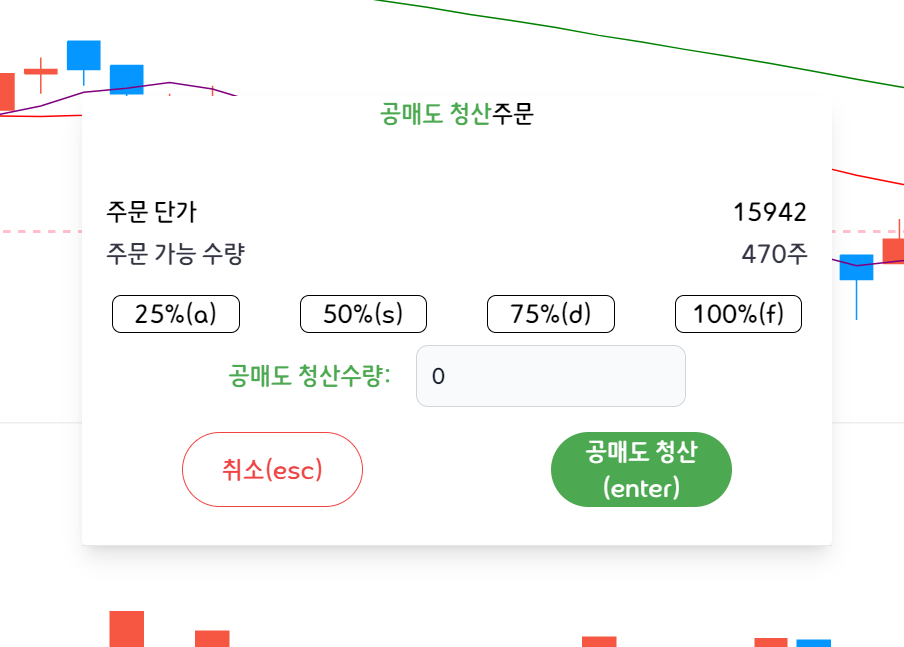 공매도 청산주문
주문 단가 15942
주문 가능 수량 470주
25%(a) 50%(s) 75%(d) 100%(f)
공매도 청산수량: 0
취소(esc)
공매도 청산
(enter)